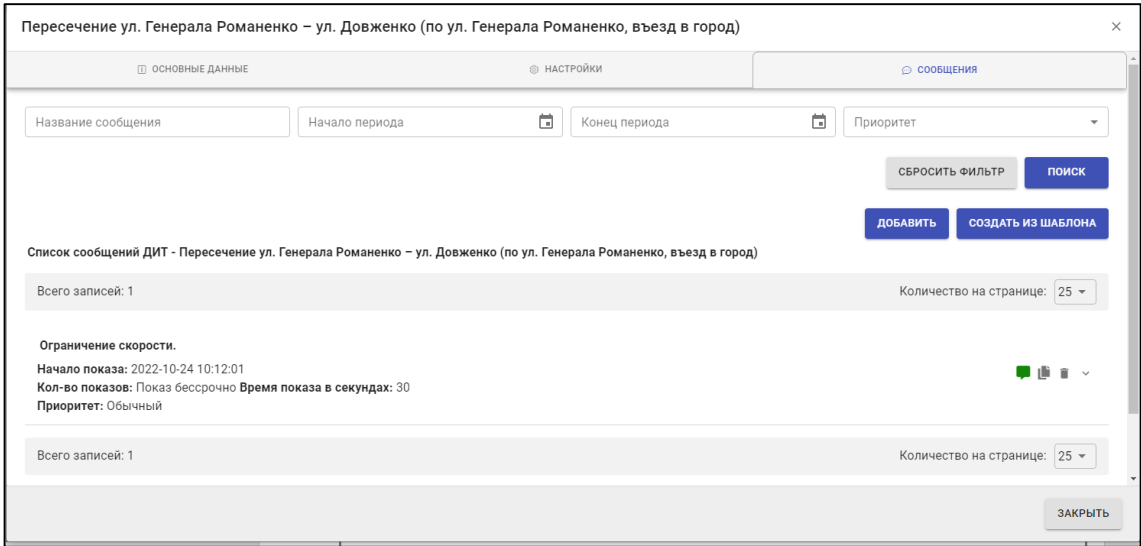 Пересечение ул. Генерала Романенко – ул. Довженко (по ул. Генерала Романенко, въезд в город)
ОСНОВНЫЕ ДАННЫЕ
НАСТРОЙКИ
СООБЩЕНИЯ
Название сообщения
Начало периода
Конец периода
Приоритет
СБРОСИТЬ ФИЛЬТР
ПОИСК
ДОБАВИТЬ
СОЗДАТЬ ИЗ ШАБЛОНА
Список сообщений ДИТ - Пересечение ул. Генерала Романенко – ул. Довженко (по ул. Генерала Романенко, въезд в город)
Всего записей: 1
Количество на странице: 25
Ограничение скорости.
Начало показа: 2022-10-24 10:12:01
Кол-во показов: Показ бессрочно Время показа в секундах: 30
Приоритет: Обычный
Всего записей: 1
Количество на странице: 25
ЗАКРЫТЬ